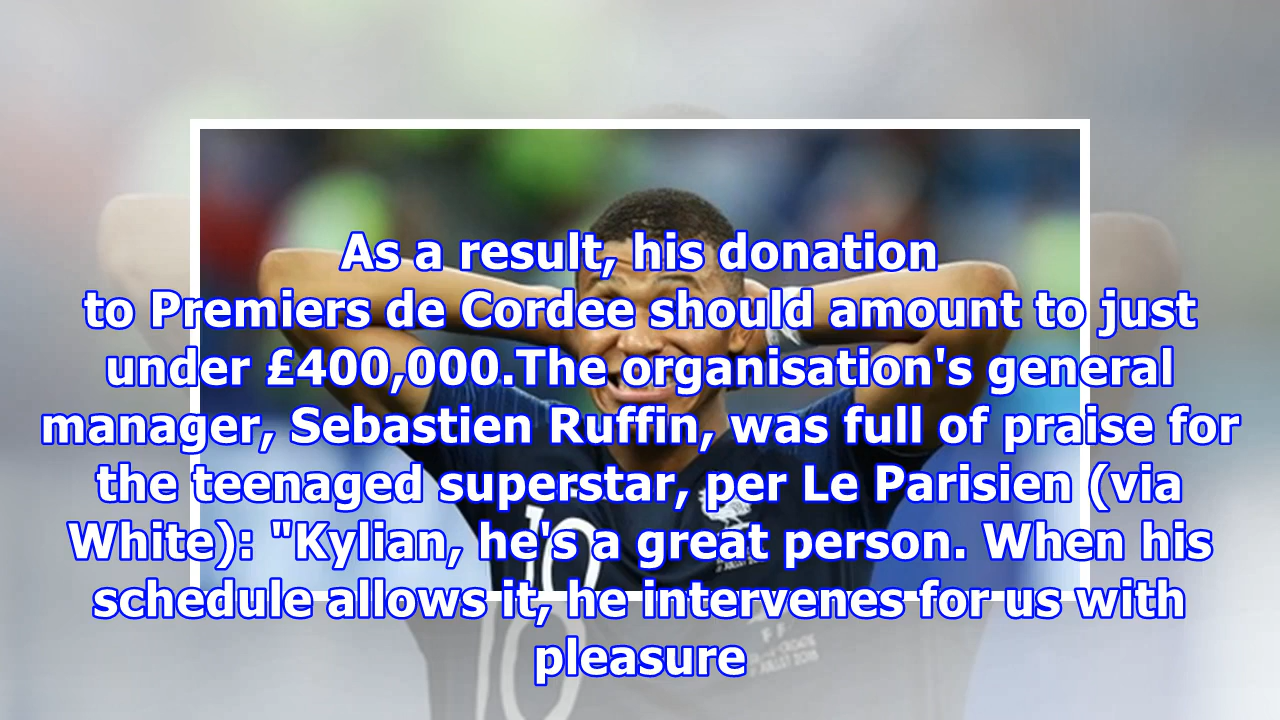 As a result, his donation
to Premiers de Cordee should amount to just
under £400,000.The organisation's general
manager, Sebastien Ruffin, was full of praise for
the teenaged superstar, per Le Parisien (via
White): "Kylian, he's a great person. When his
schedule allows it, he intervenes for us with
pleasure
10